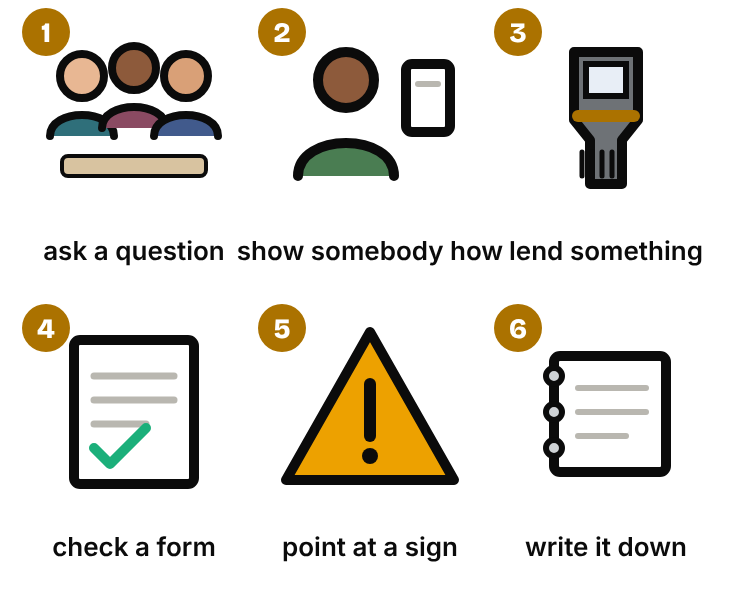 1
2
3
ask a question
show somebody how
lend something
4
5
6
check a form
point at a sign
write it down